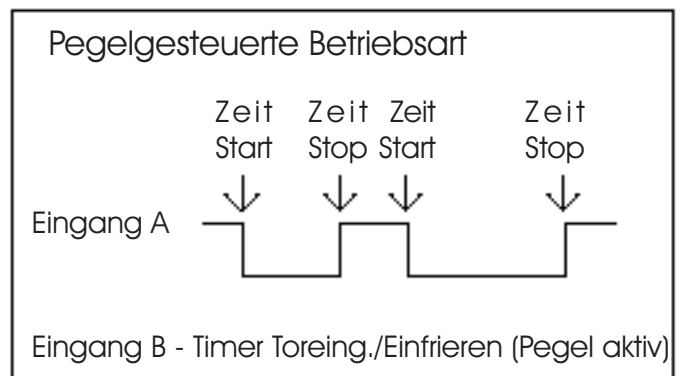 Pegelgesteuerte Betriebsart
Zeit Zeit Zeit Zeit
Start Stop Start Stop
Eingang A
Eingang B - Timer Toreing./Einfrieren (Pegel aktiv)